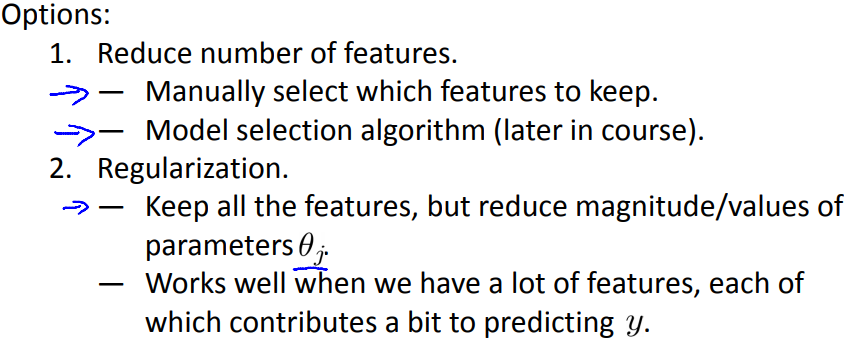 Options:
1. Reduce number of features.
— Manually select which features to keep.
— Model selection algorithm (later in course).
2. Regularization.
— Keep all the features, but reduce magnitude/values of
parameters θj.
— Works well when we have a lot of features, each of
which contributes a bit to predicting y.